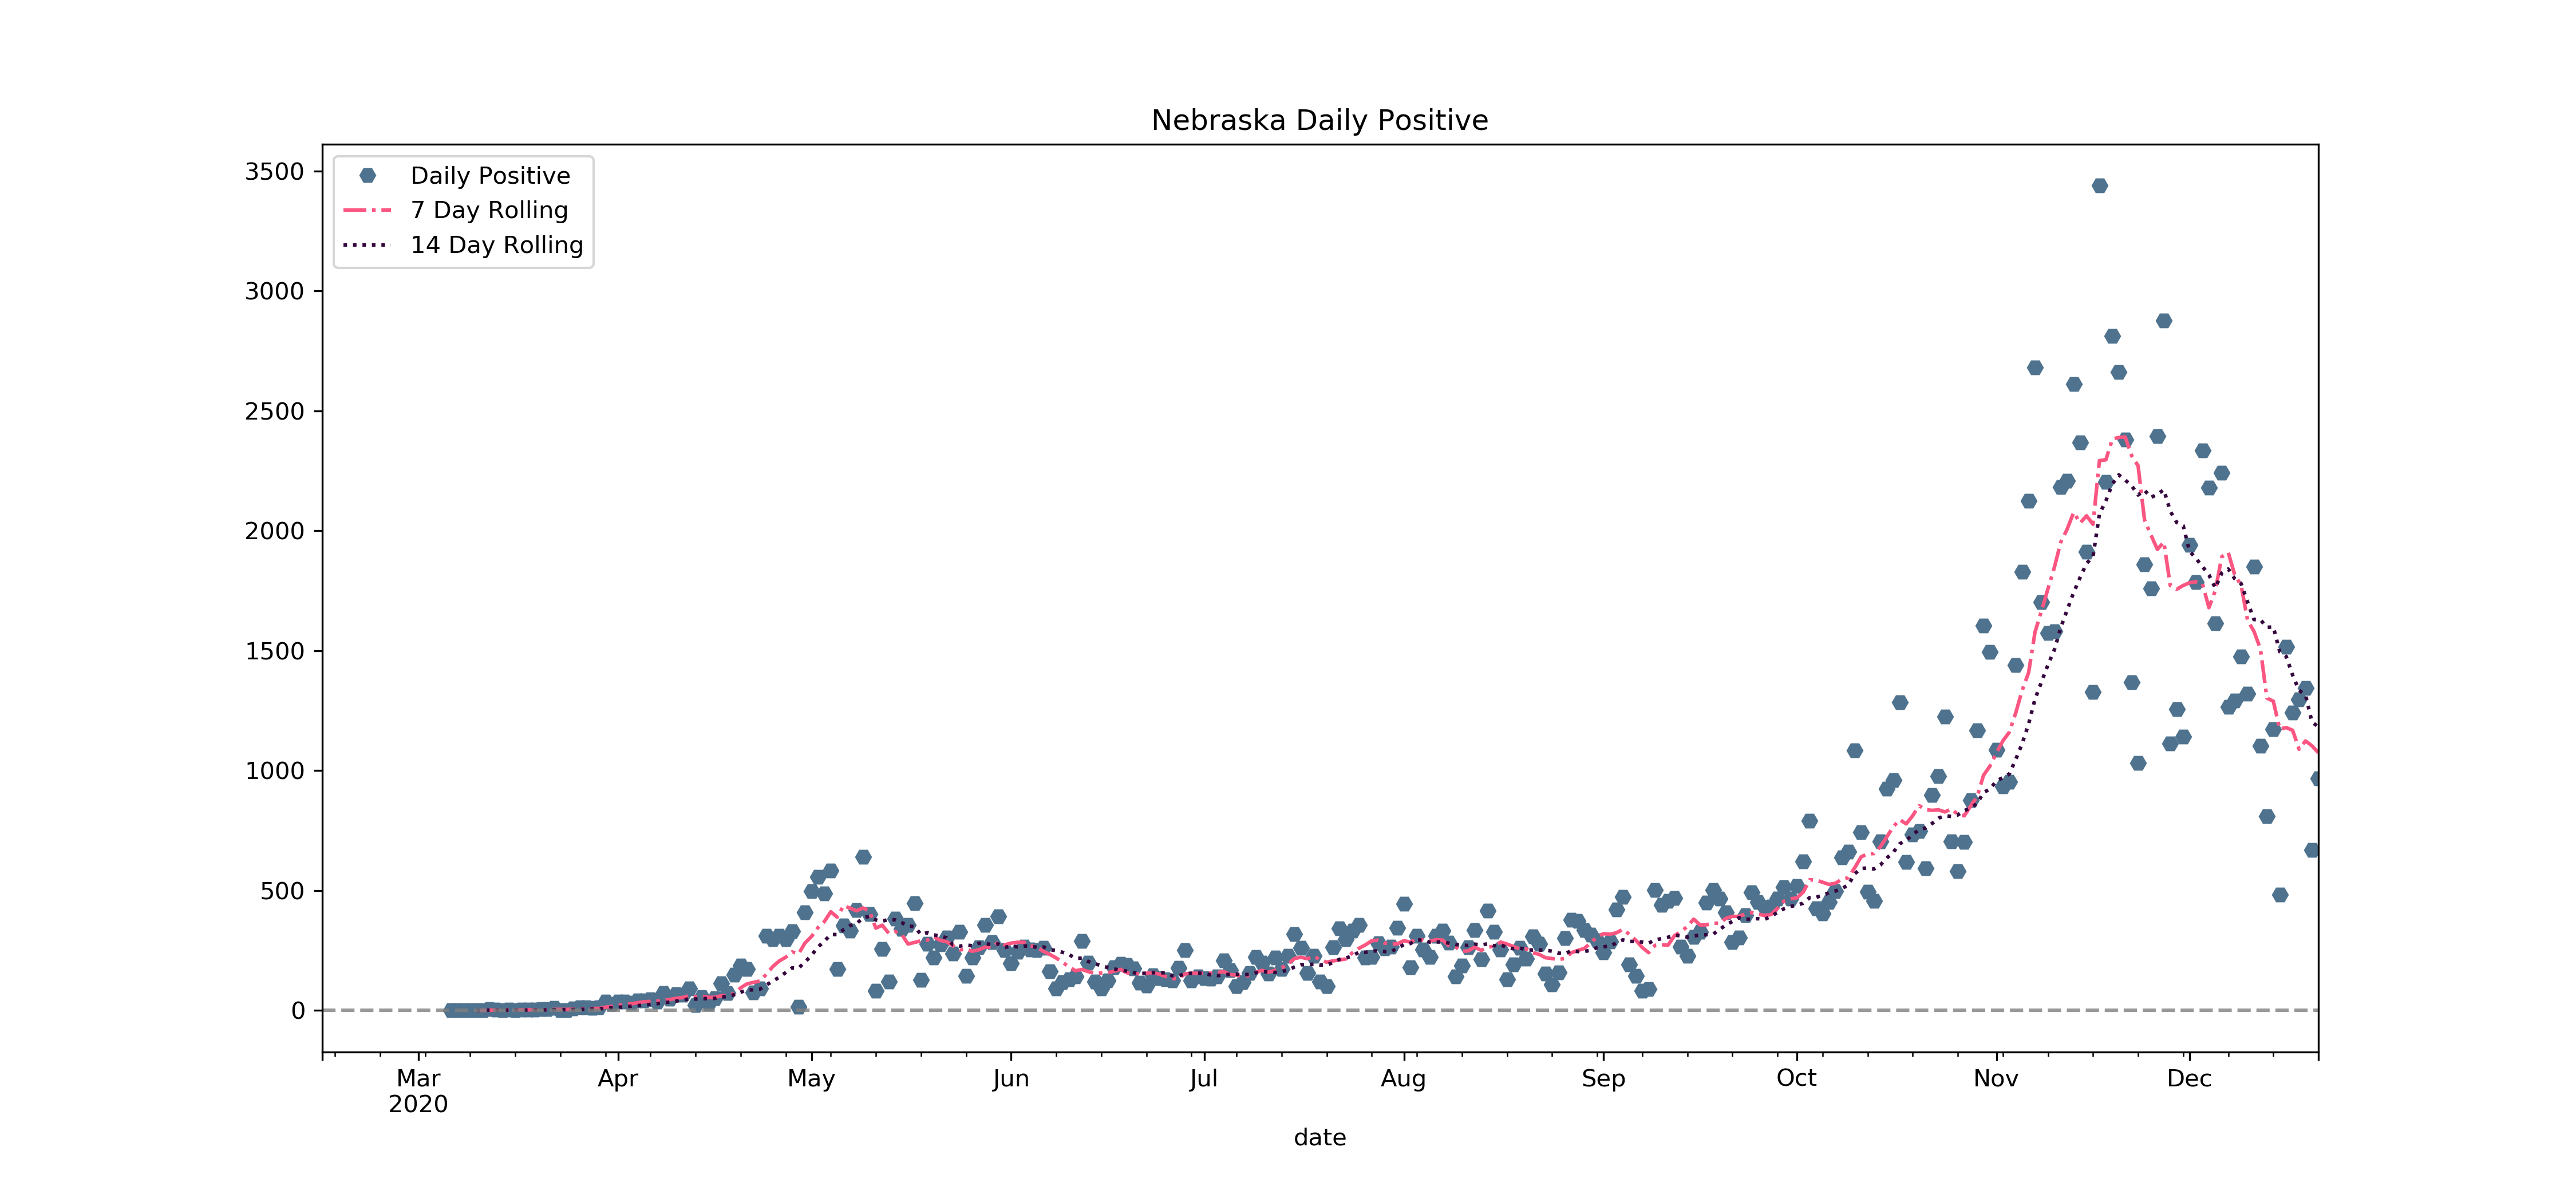 Nebraska Daily Positive
3500
3000
2500
2000
1500
1000
500
0
Daily Positive
7 Day Rolling
14 Day Rolling
Mar Apr May Jun Jul Aug Sep Oct Nov Dec
2020
date